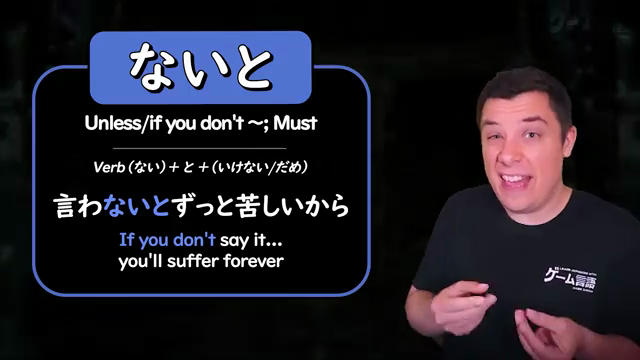 ないと
Unless/if you don't ～; Must
Verb (ない) + と + (いけない/だめ)
言わないとずっと苦しいから
If you don't say it...
you'll suffer forever
ゲーム言語